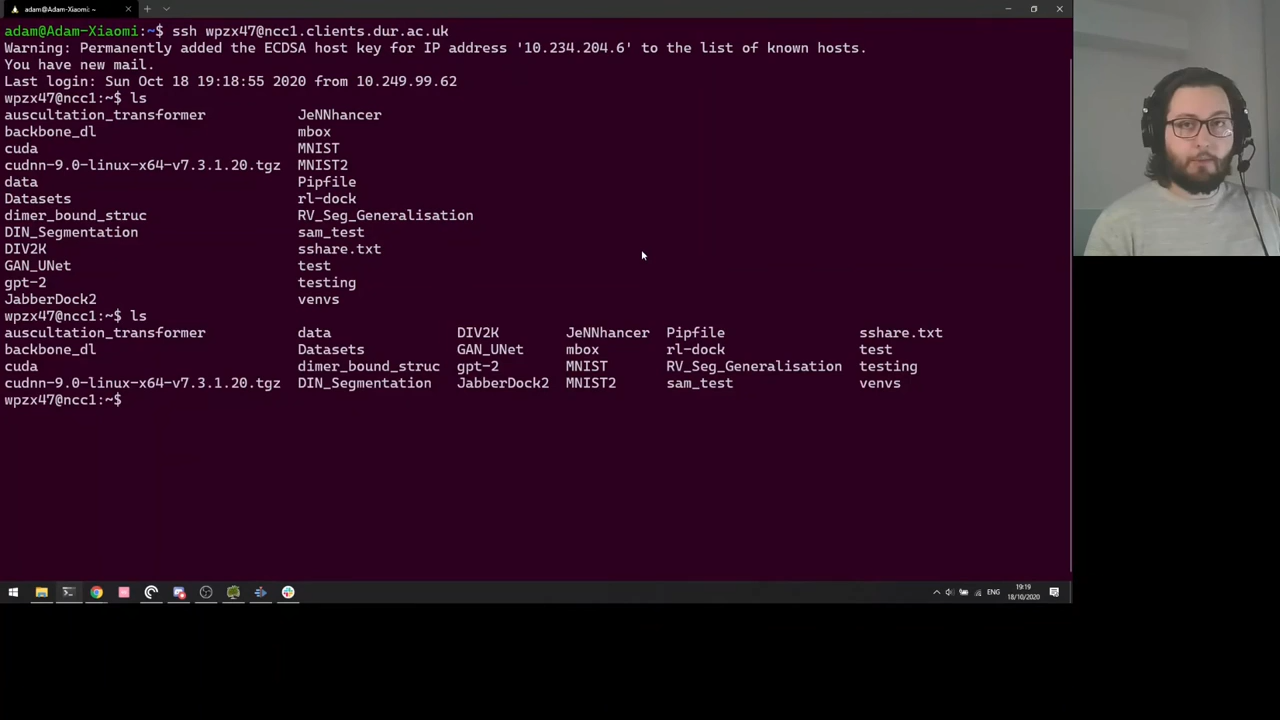 adam@Adam-Xiaomi: ~
adam@Adam-Xiaomi:~$ ssh wpzx47@ncc1.clients.dur.ac.uk
Warning: Permanently added the ECDSA host key for IP address '10.234.204.6' to the list of known hosts.
You have new mail.
Last login: Sun Oct 18 19:18:55 2020 from 10.249.99.62
wpzx47@ncc1:~$ ls
auscultation_transformer JeNNhancer
backbone_dl mbox
cuda MNIST
cudnn-9.0-linux-x64-v7.3.1.20.tgz MNIST2
data Pipfile
Datasets rl-dock
dimer_bound_struc RV_Seg_Generalisation
DIN_Segmentation sam_test
DIV2K sshare.txt
GAN_UNet test
gpt-2 testing
JabberDock2 venvs
wpzx47@ncc1:~$ ls
auscultation_transformer data DIV2K JeNNhancer Pipfile sshare.txt
backbone_dl Datasets GAN_UNet mbox rl-dock test
cuda dimer_bound_struc gpt-2 MNIST RV_Seg_Generalisation testing
cudnn-9.0-linux-x64-v7.3.1.20.tgz DIN_Segmentation JabberDock2 MNIST2 sam_test venvs
wpzx47@ncc1:~$
ENG
19:19
18/10/2020